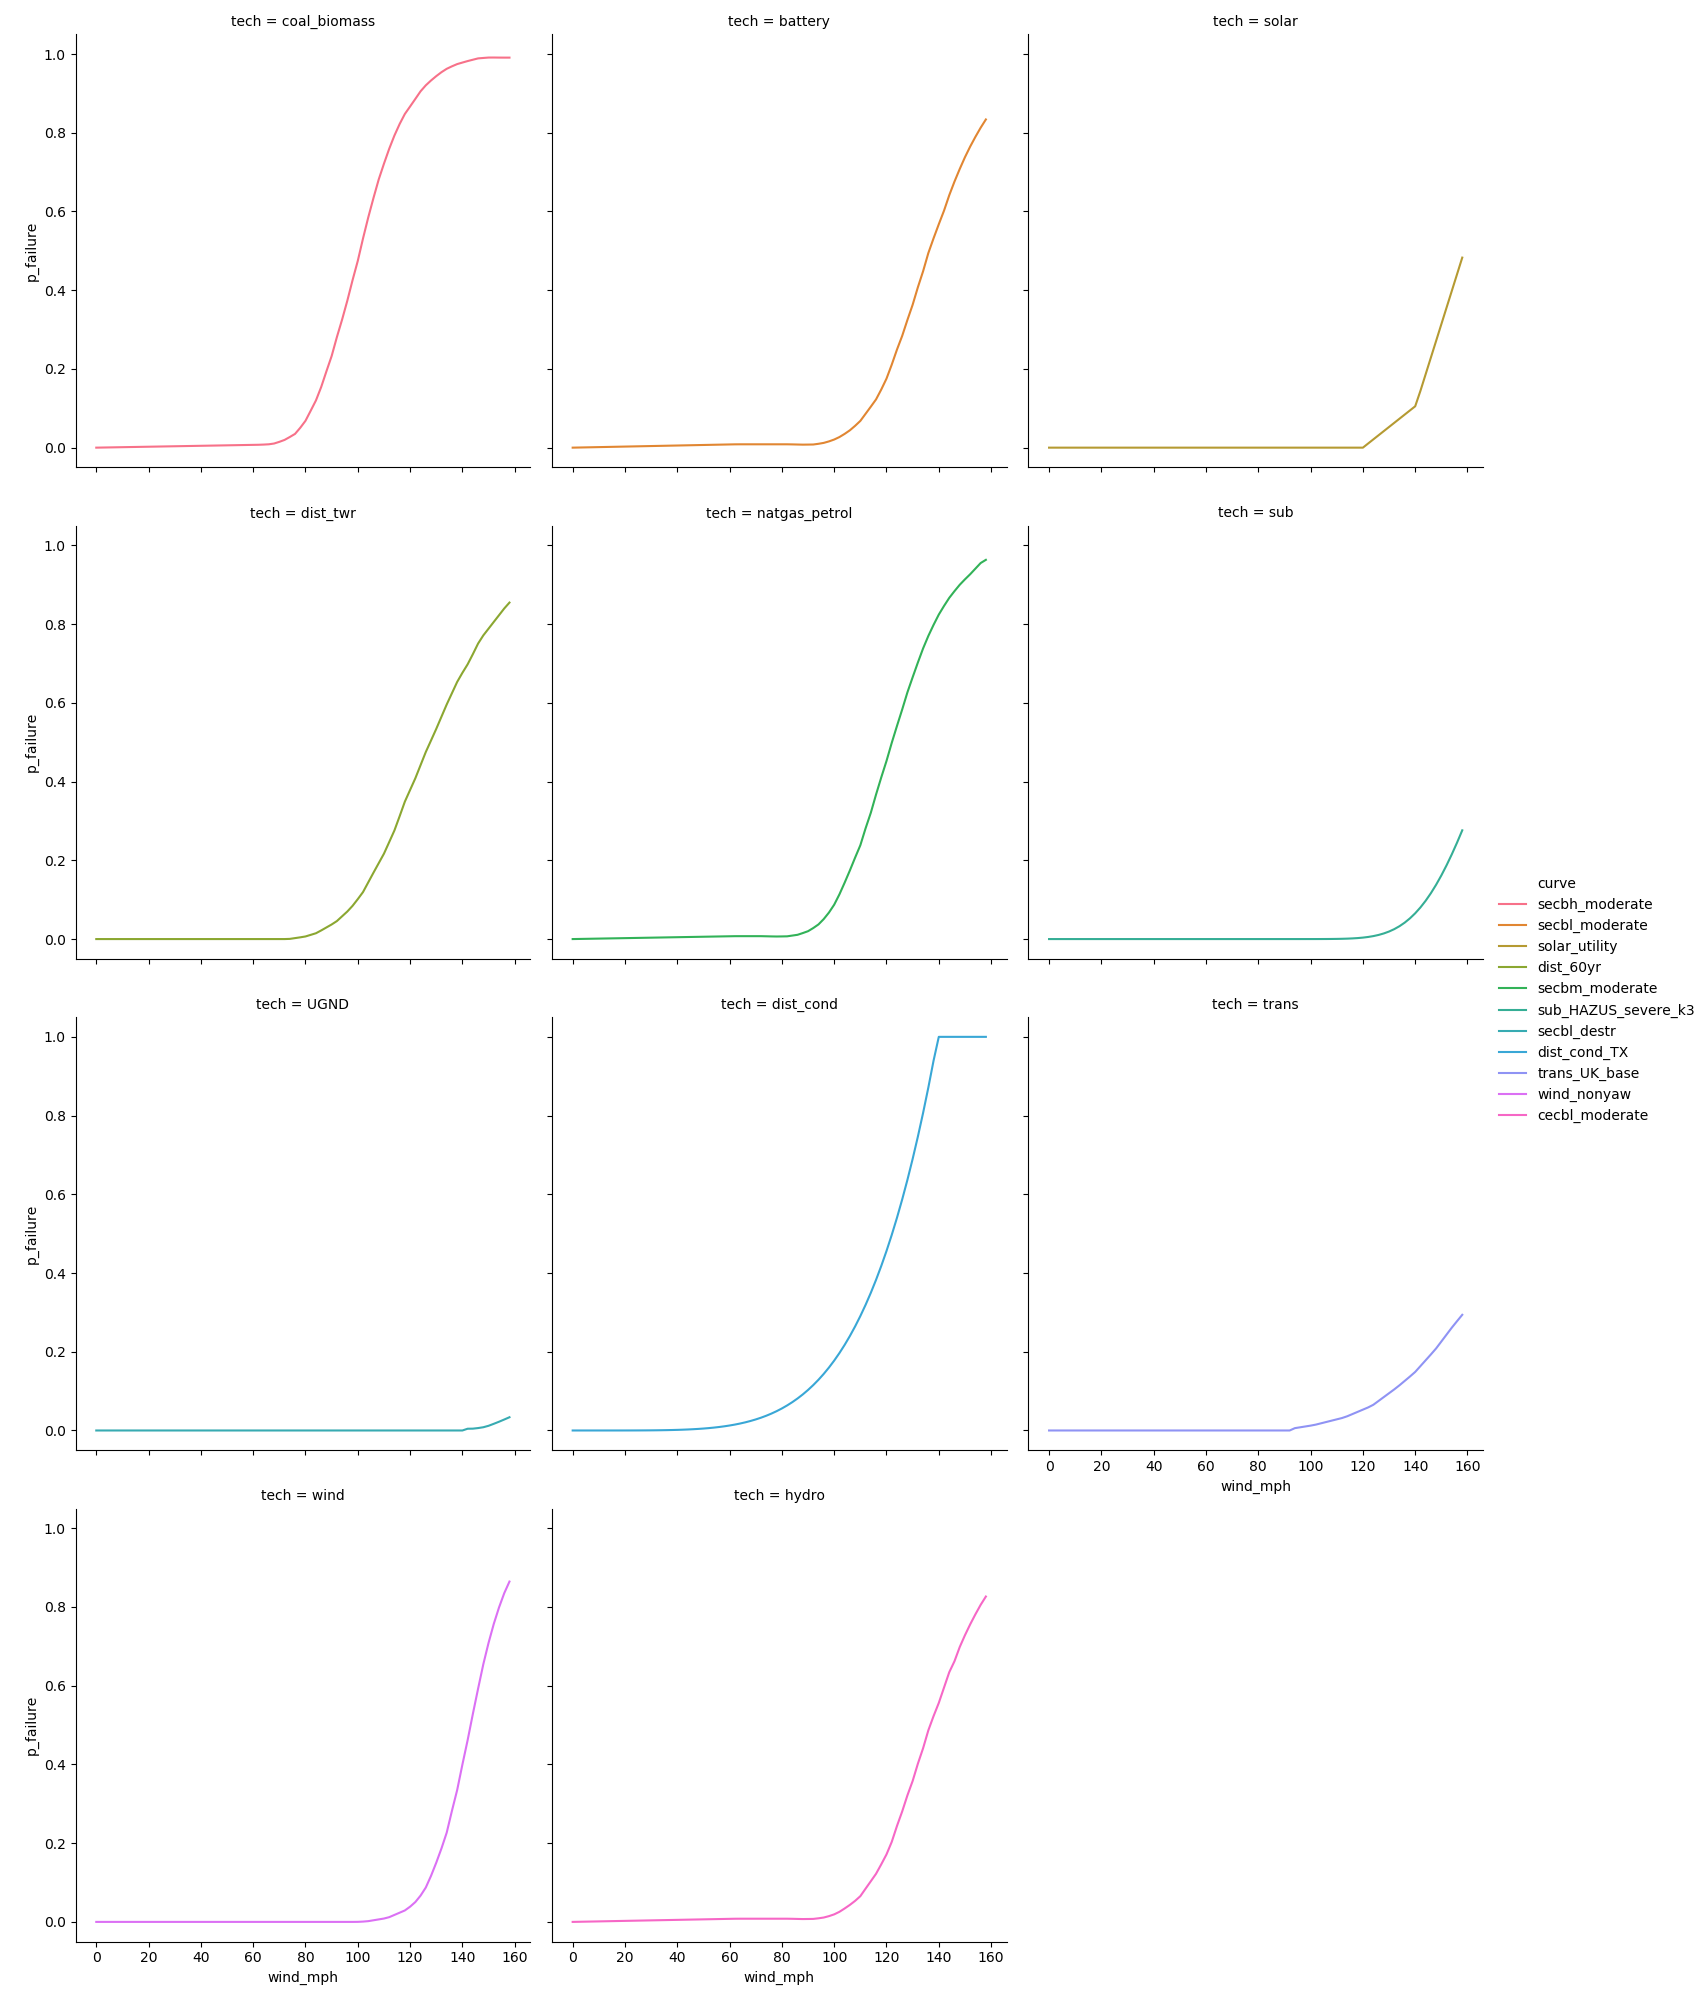 tech = coal_biomass
tech = battery
tech = solar
1.0
0.8
0.6
0.4
0.2
0.0
p_failure
tech = dist_twr
tech = natgas_petrol
tech = sub
1.0
0.8
0.6
0.4
0.2
0.0
p_failure
curve
secbh_moderate
secbl_moderate
solar_utility
dist_60yr
secbm_moderate
sub_HAZUS_severe_k3
secbl_destr
dist_cond_TX
trans_UK_base
wind_nonyaw
cecbl_moderate
tech = UGND
tech = dist_cond
tech = trans
1.0
0.8
0.6
0.4
0.2
0.0
p_failure
0 20 40 60 80 100 120 140 160
wind_mph
tech = wind
tech = hydro
1.0
0.8
0.6
0.4
0.2
0.0
p_failure
0 20 40 60 80 100 120 140 160
wind_mph
0 20 40 60 80 100 120 140 160
wind_mph